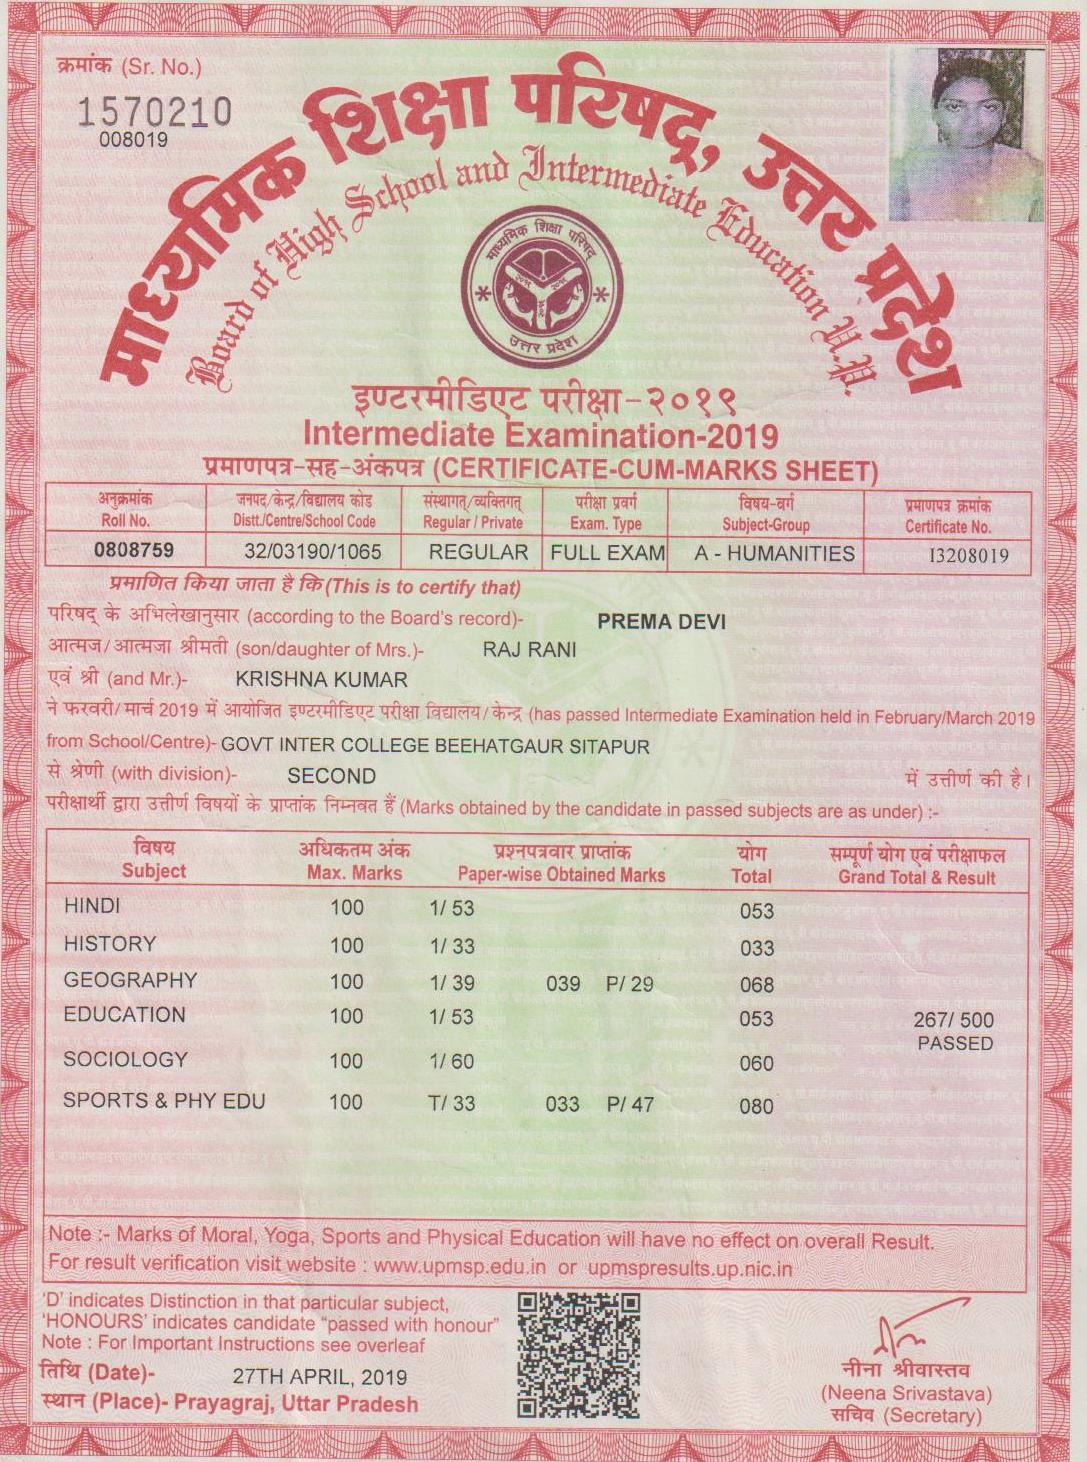 क्रमांक (Sr. No.)
1570210
008019
माध्यमिक शिक्षा परिषद्, उत्तर प्रदेश
Board of High School and Intermediate Education U.P.
माध्यमिक शिक्षा परिषद्
उत्तर प्रदेश
इण्टरमीडिएट परीक्षा-२०१९
Intermediate Examination-2019
प्रमाणपत्र-सह-अंकपत्र (CERTIFICATE-CUM-MARKS SHEET)
अनुक्रमांक जनपद/केन्द्र/विद्यालय कोड संस्थागत्/व्यक्तिगत् परीक्षा प्रवर्ग विषय-वर्ग प्रमाणपत्र क्रमांक
Roll No. Distt./Centre/School Code Regular / Private Exam. Type Subject-Group Certificate No.
0808759 32/03190/1065 REGULAR FULL EXAM A - HUMANITIES I3208019
प्रमाणित किया जाता है कि (This is to certify that)
परिषद् के अभिलेखानुसार (according to the Board's record)- PREMA DEVI
आत्मज/आत्मजा श्रीमती (son/daughter of Mrs.)- RAJ RANI
एवं श्री (and Mr.)- KRISHNA KUMAR
ने फरवरी/मार्च 2019 में आयोजित इण्टरमीडिएट परीक्षा विद्यालय/केन्द्र (has passed Intermediate Examination held in February/March 2019
from School/Centre)- GOVT INTER COLLEGE BEEHATGAUR SITAPUR
से श्रेणी (with division)- SECOND में उत्तीर्ण की है।
परीक्षार्थी द्वारा उत्तीर्ण विषयों के प्राप्तांक निम्नवत हैं (Marks obtained by the candidate in passed subjects are as under) :-
विषय अधिकतम अंक प्रश्नपत्रवार प्राप्तांक योग सम्पूर्ण योग एवं परीक्षाफल
Subject Max. Marks Paper-wise Obtained Marks Total Grand Total & Result
HINDI 100 1/ 53 053
HISTORY 100 1/ 33 033
GEOGRAPHY 100 1/ 39 039 P/ 29 068
EDUCATION 100 1/ 53 053 267/ 500
PASSED
SOCIOLOGY 100 1/ 60 060
SPORTS & PHY EDU 100 T/ 33 033 P/ 47 080
Note :- Marks of Moral, Yoga, Sports and Physical Education will have no effect on overall Result.
For result verification visit website : www.upmsp.edu.in or upmspresults.up.nic.in
'D' indicates Distinction in that particular subject,
'HONOURS' indicates candidate "passed with honour"
Note : For Important Instructions see overleaf
तिथि (Date)- 27TH APRIL, 2019
स्थान (Place)- Prayagraj, Uttar Pradesh
नीना श्रीवास्तव
(Neena Srivastava)
सचिव (Secretary)